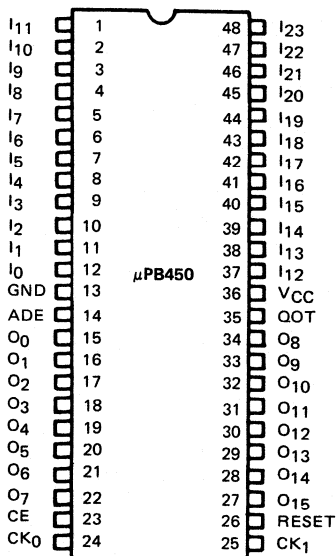 I11 1 48 I23
I10 2 47 I22
I9 3 46 I21
I8 4 45 I20
I7 5 44 I19
I6 6 43 I18
I5 7 42 I17
I4 8 41 I16
I3 9 40 I15
I2 10 39 I14
I1 11 38 I13
I0 12 37 I12
µPB450
GND 13 36 VCC
ADE 14 35 QOT
O0 15 34 O8
O1 16 33 O9
O2 17 32 O10
O3 18 31 O11
O4 19 30 O12
O5 20 29 O13
O6 21 28 O14
O7 22 27 O15
CE 23 26 RESET
CK0 24 25 CK1